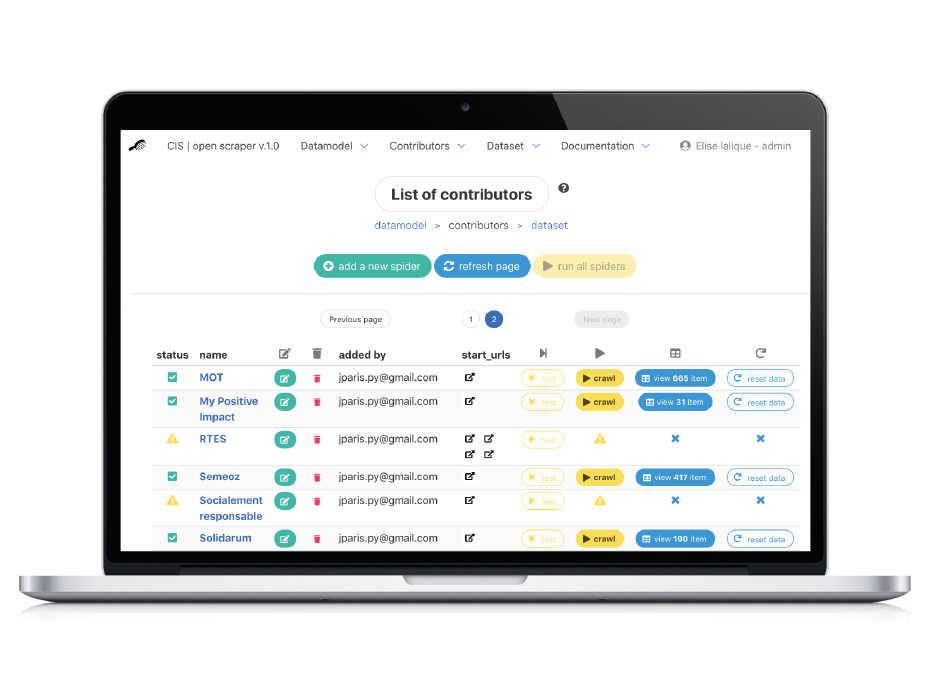 CIS | open scraper v.1.0 Datamodel Contributors Dataset Documentation Elise lalique - admin
List of contributors ?
datamodel > contributors > dataset
add a new spider refresh page run all spiders
Previous page 1 2 Next page
status name added by start_urls
MOT jparis.py@gmail.com test crawl view 665 item reset data
My Positive jparis.py@gmail.com test crawl view 31 item reset data
Impact
RTES jparis.py@gmail.com test
Semeoz jparis.py@gmail.com test crawl view 417 item reset data
Socialement jparis.py@gmail.com test
responsable
Solidarum jparis.py@gmail.com test crawl view 190 item reset data